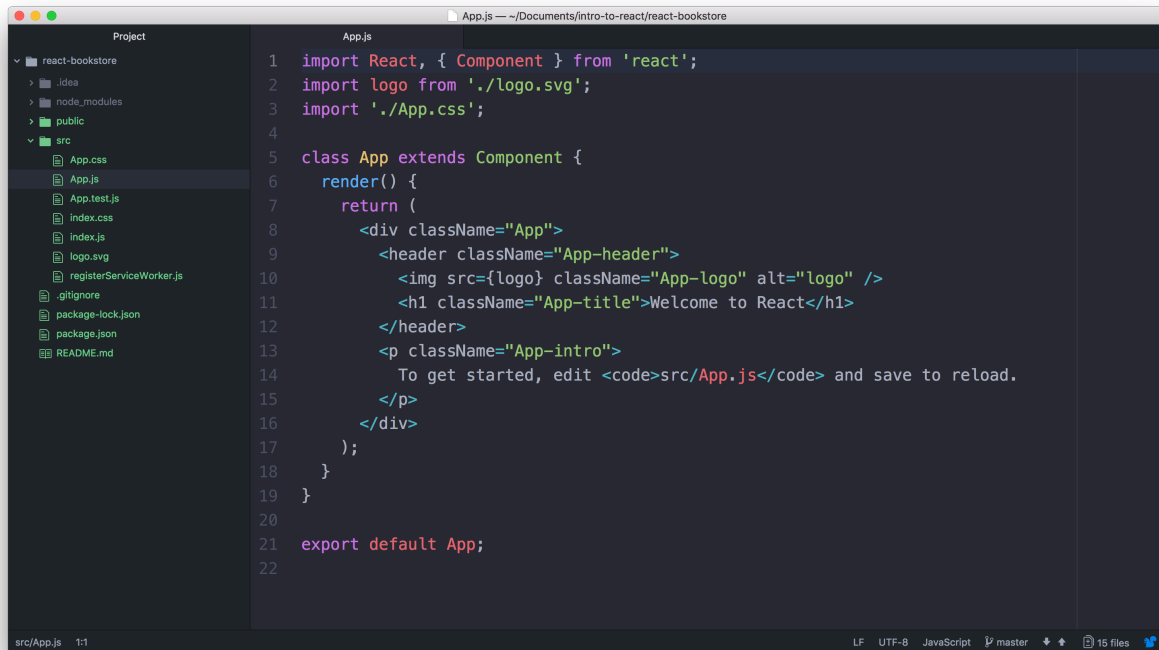 App.js — ~/Documents/intro-to-react/react-bookstore
Project
react-bookstore
.idea
node_modules
public
src
App.css
App.js
App.test.js
index.css
index.js
logo.svg
registerServiceWorker.js
.gitignore
package-lock.json
package.json
README.md
App.js
1 import React, { Component } from 'react';
2 import logo from './logo.svg';
3 import './App.css';
4
5 class App extends Component {
6   render() {
7     return (
8       <div className="App">
9         <header className="App-header">
10           <img src={logo} className="App-logo" alt="logo" />
11           <h1 className="App-title">Welcome to React</h1>
12         </header>
13         <p className="App-intro">
14           To get started, edit <code>src/App.js</code> and save to reload.
15         </p>
16       </div>
17     );
18   }
19 }
20
21 export default App;
22
src/App.js 1:1 LF UTF-8 JavaScript master 15 files